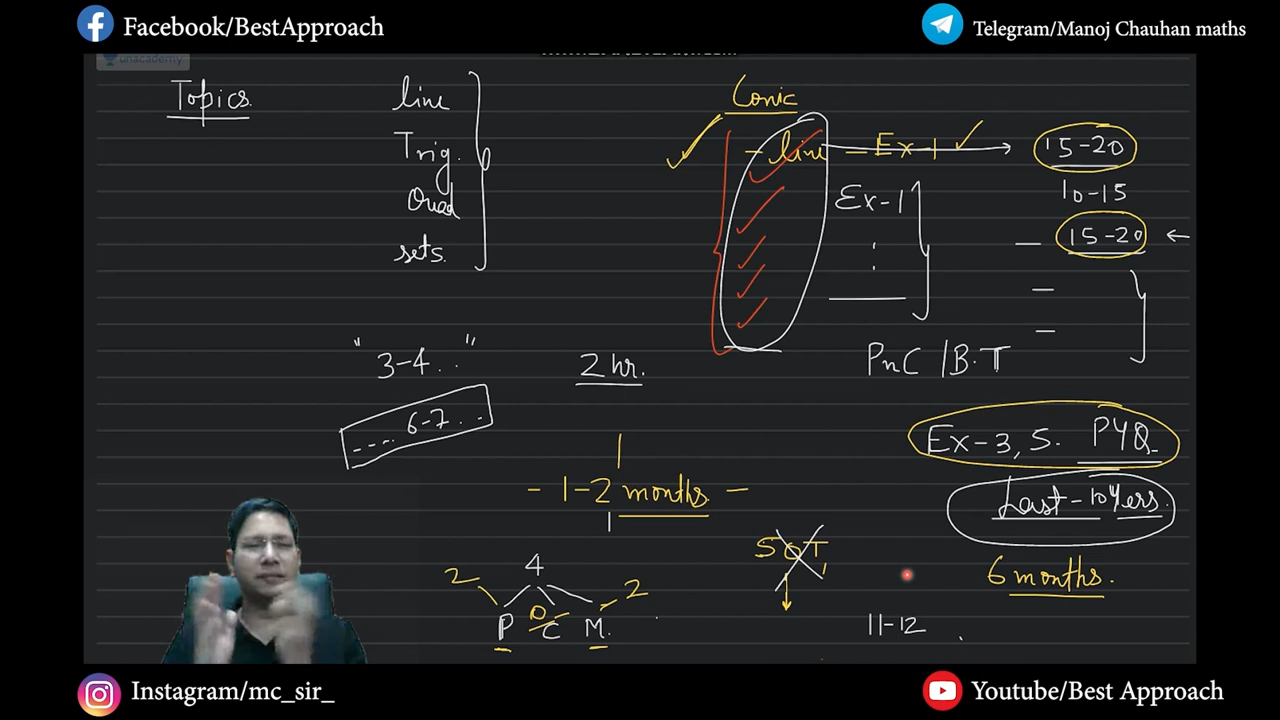 Facebook/BestApproach
Telegram/Manoj Chauhan maths
unacademy
Topics
line
Trig.
Quad
sets.
Conic
- line - Ex-1
15-20
Ex-1
10-15
- 15-20 ←
" 3-4.. "
2 hr.
PnC /B.T
.... 6-7 ...
Ex-3, 5. PYQ
- 1-2 months -
Last-10 Yers.
SOT
6 months.
2 4 2
P 0 C M.
11-12
Instagram/mc_sir_
Youtube/Best Approach